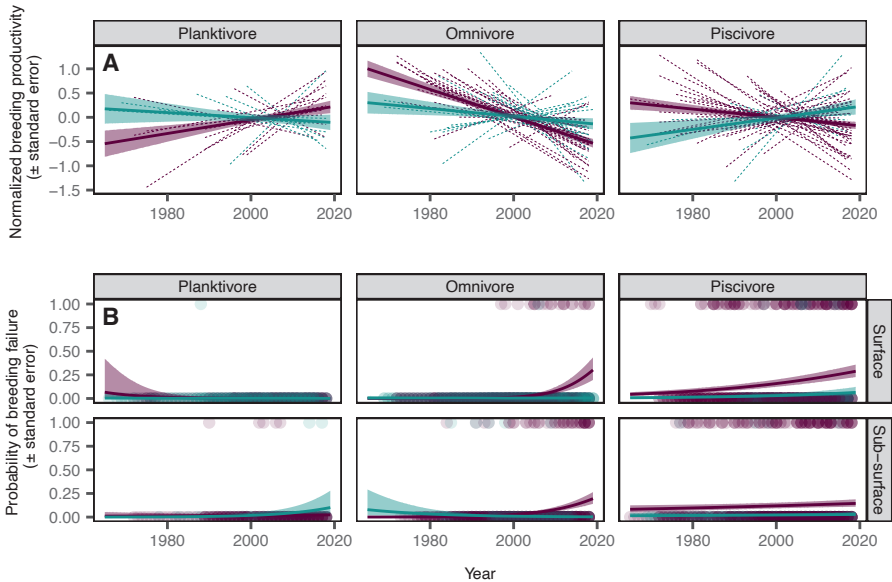 Planktivore
Omnivore
Piscivore
A
Normalized breeding productivity
(± standard error)
1.0
0.5
0.0
−0.5
−1.0
−1.5
1980
2000
2020
1980
2000
2020
1980
2000
2020
Planktivore
Omnivore
Piscivore
B
Probability of breeding failure
(± standard error)
1.00
0.75
0.50
0.25
0.00
Surface
1.00
0.75
0.50
0.25
0.00
Sub−surface
1980
2000
2020
1980
2000
2020
1980
2000
2020
Year